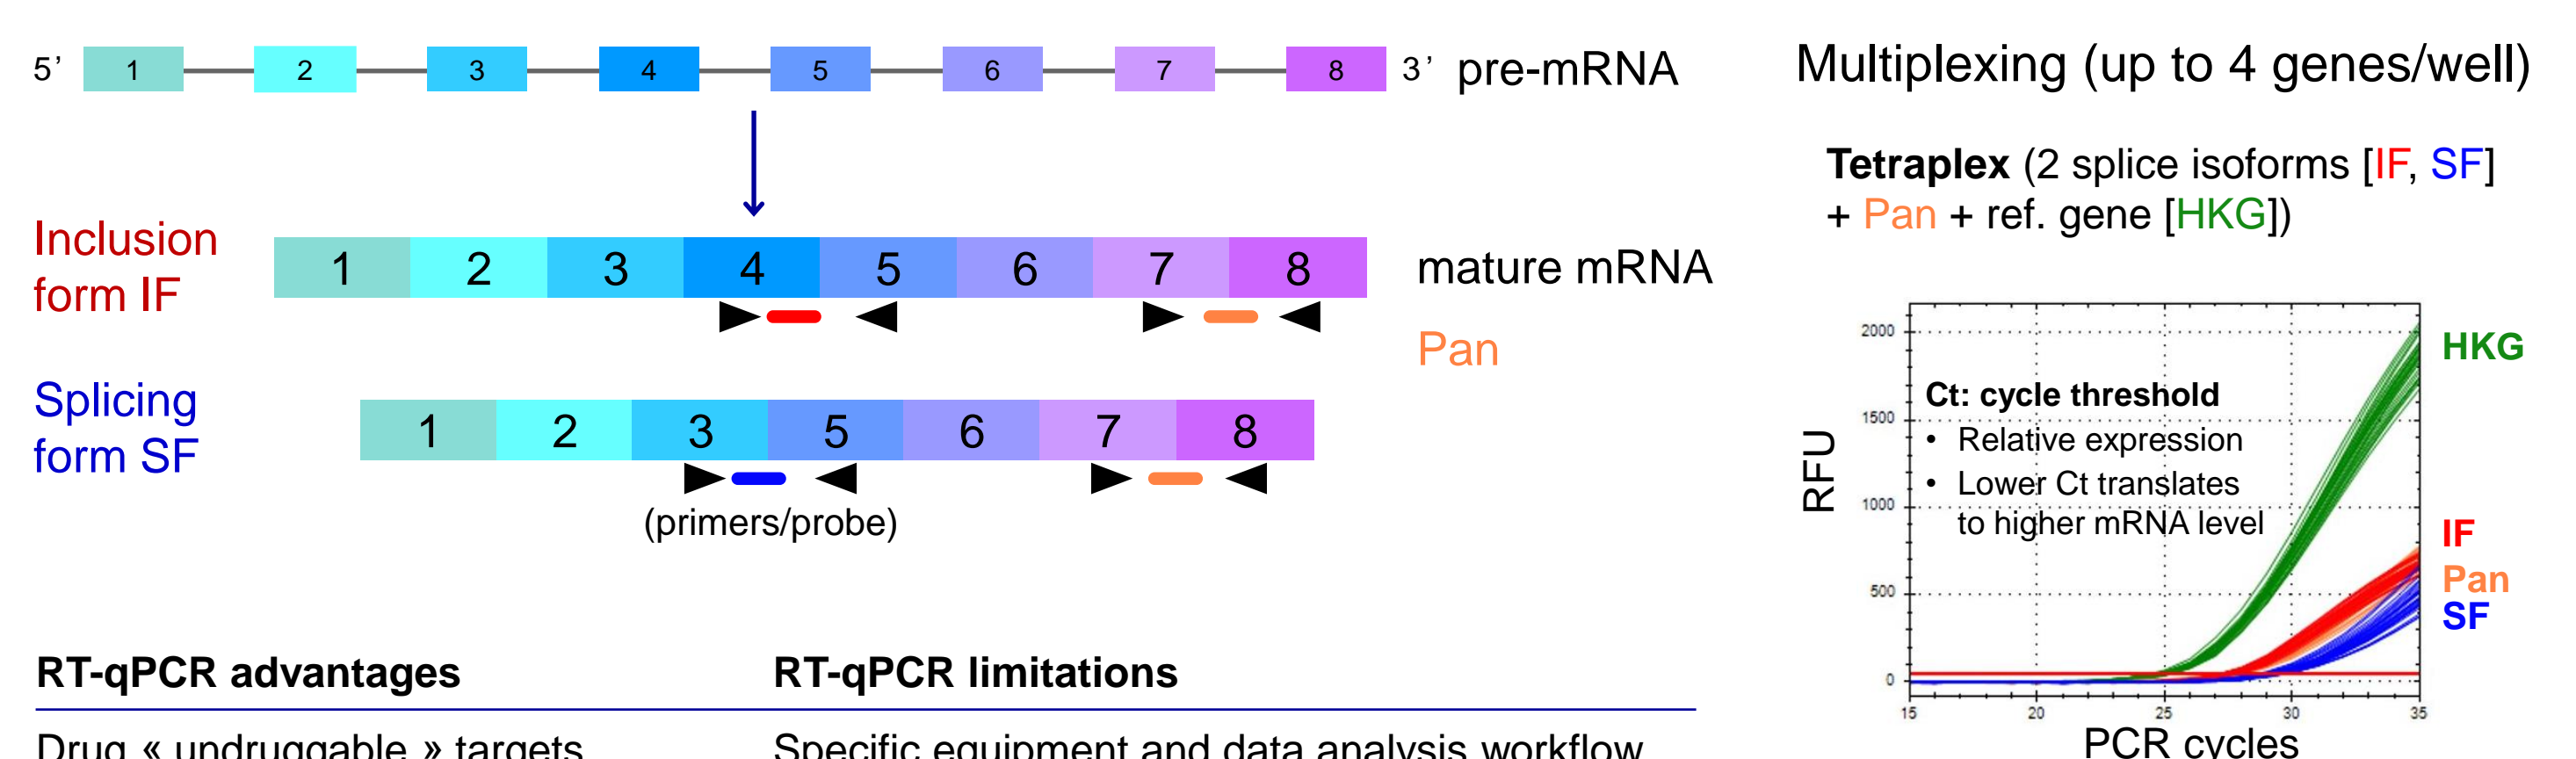 5’ 1 2 3 4 5 6 7 8 3’ pre-mRNA
Inclusion
form IF
1 2 3 4 5 6 7 8
mature mRNA
Pan
Splicing
form SF
1 2 3 5 6 7 8
(primers/probe)
RT-qPCR advantages
Drug « undruggable » targets
RT-qPCR limitations
Specific equipment and data analysis workflow
Multiplexing (up to 4 genes/well)
Tetraplex (2 splice isoforms [IF, SF]
+ Pan + ref. gene [HKG])
RFU
2000
1500
1000
500
0
Ct: cycle threshold
• Relative expression
• Lower Ct translates
to higher mRNA level
HKG
IF
Pan
SF
15 20 25 30 35
PCR cycles